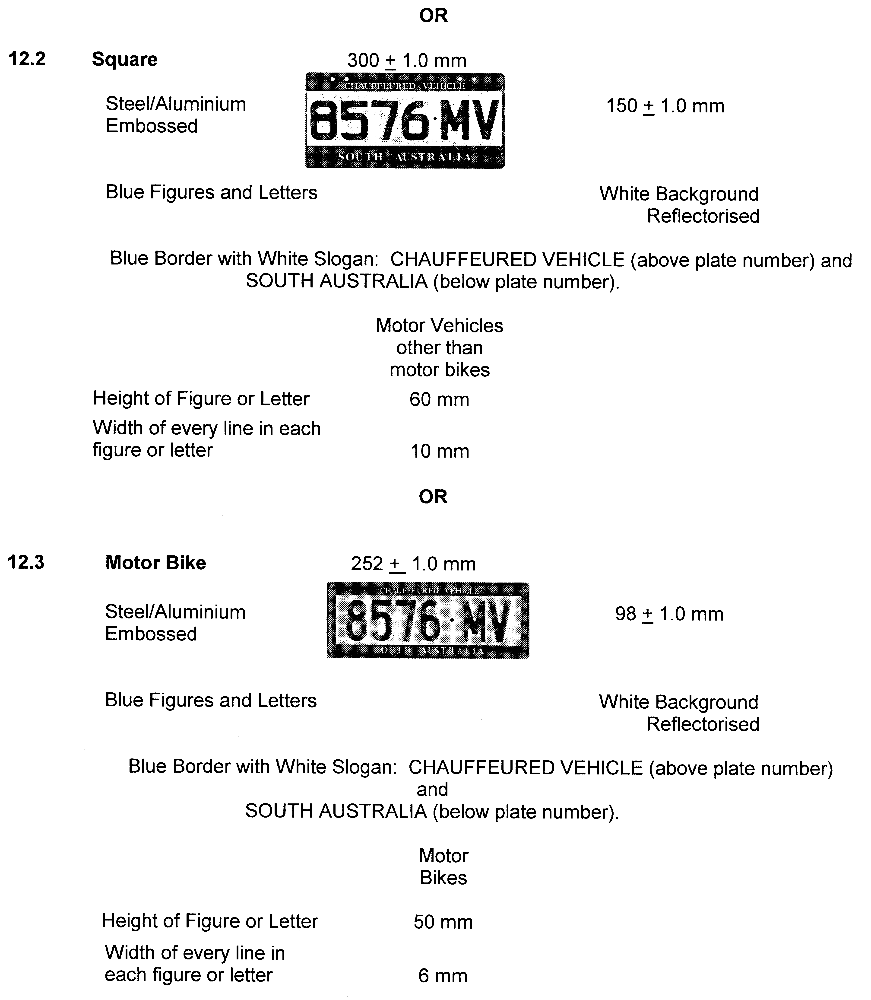 OR
12.2 Square 300 ± 1.0 mm
CHAUFFEURED VEHICLE
Steel/Aluminium 150 ± 1.0 mm
Embossed
8576·MV
SOUTH AUSTRALIA
Blue Figures and Letters White Background
Reflectorised
Blue Border with White Slogan: CHAUFFEURED VEHICLE (above plate number) and
SOUTH AUSTRALIA (below plate number).
Motor Vehicles
other than
motor bikes
Height of Figure or Letter 60 mm
Width of every line in each
figure or letter 10 mm
OR
12.3 Motor Bike 252 ± 1.0 mm
CHAUFFEURED VEHICLE
Steel/Aluminium 98 ± 1.0 mm
Embossed
8576·MV
SOUTH AUSTRALIA
Blue Figures and Letters White Background
Reflectorised
Blue Border with White Slogan: CHAUFFEURED VEHICLE (above plate number)
and
SOUTH AUSTRALIA (below plate number).
Motor
Bikes
Height of Figure or Letter 50 mm
Width of every line in
each figure or letter 6 mm